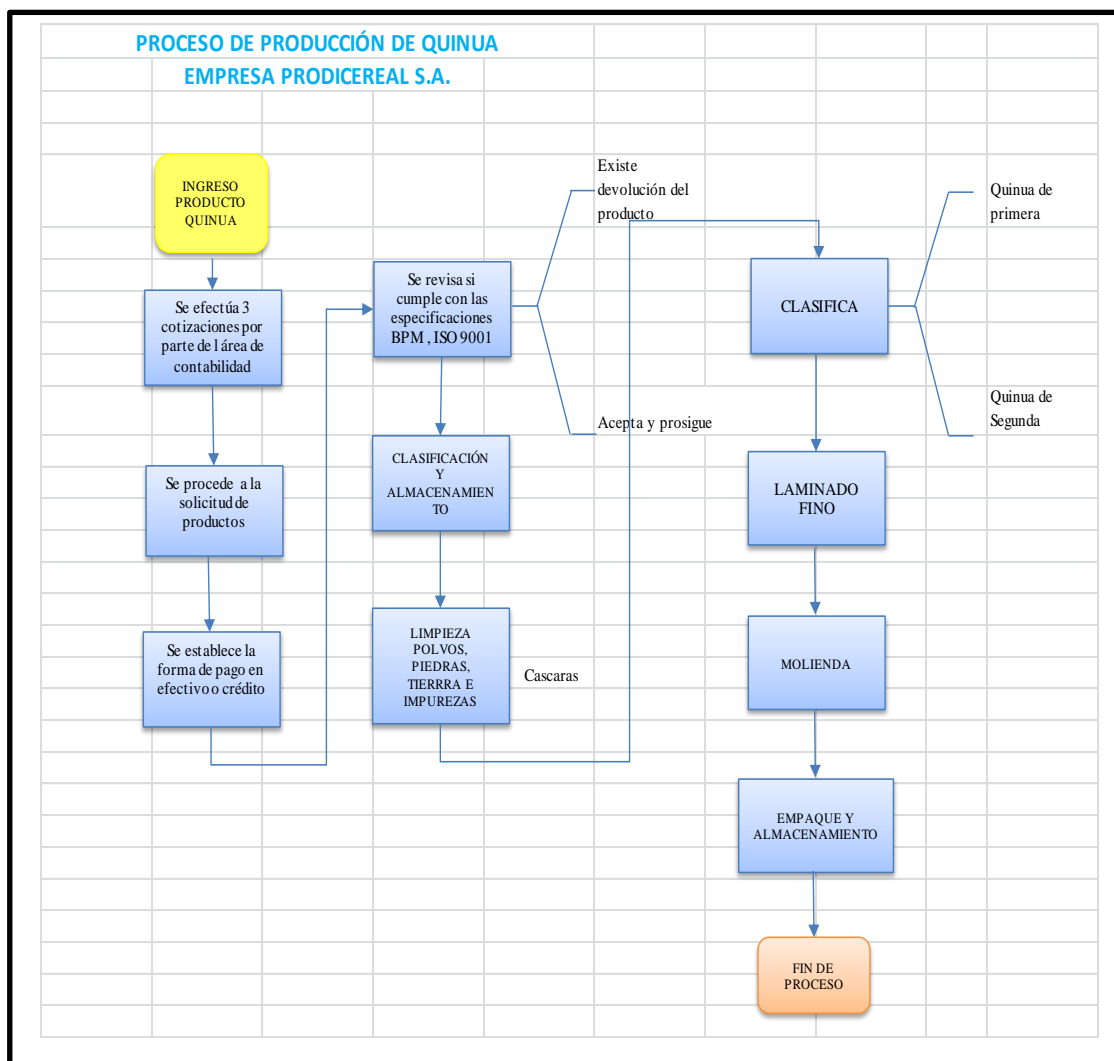 PROCESO DE PRODUCCIÓN DE QUINUA
EMPRESA PRODICEREAL S.A.
INGRESO
PRODUCTO
QUINUA
Se efectúa 3
cotizaciones por
parte de l área de
contabilidad
Se procede a la
solicitud de
productos
Se establece la
forma de pago en
efectivo o crédito
Se revisa si
cumple con las
especificaciones
BPM , ISO 9001
Existe
devolución del
producto
Acepta y prosigue
CLASIFICACIÓN
Y
ALMACENAMIEN
TO
LIMPIEZA
POLVOS,
PIEDRAS,
TIERRRA E
IMPUREZAS
Cascaras
CLASIFICA
Quinua de
primera
Quinua de
Segunda
LAMINADO
FINO
MOLIENDA
EMPAQUE Y
ALMACENAMIENTO
FIN DE
PROCESO